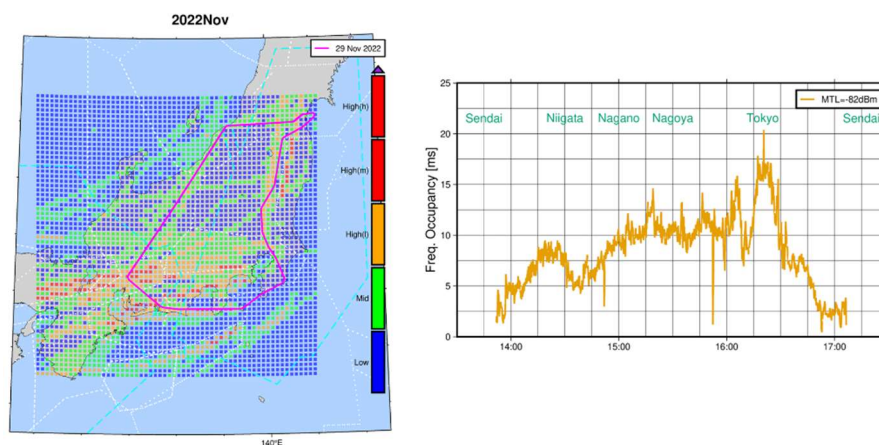 2022Nov
29 Nov 2022
High(h)
High(m)
High(l)
Mid
Low
140°E
MTL=-82dBm
Sendai Niigata Nagano Nagoya Tokyo Sendai
Freq. Occupancy [ms]
25
20
15
10
5
0
14:00 15:00 16:00 17:00